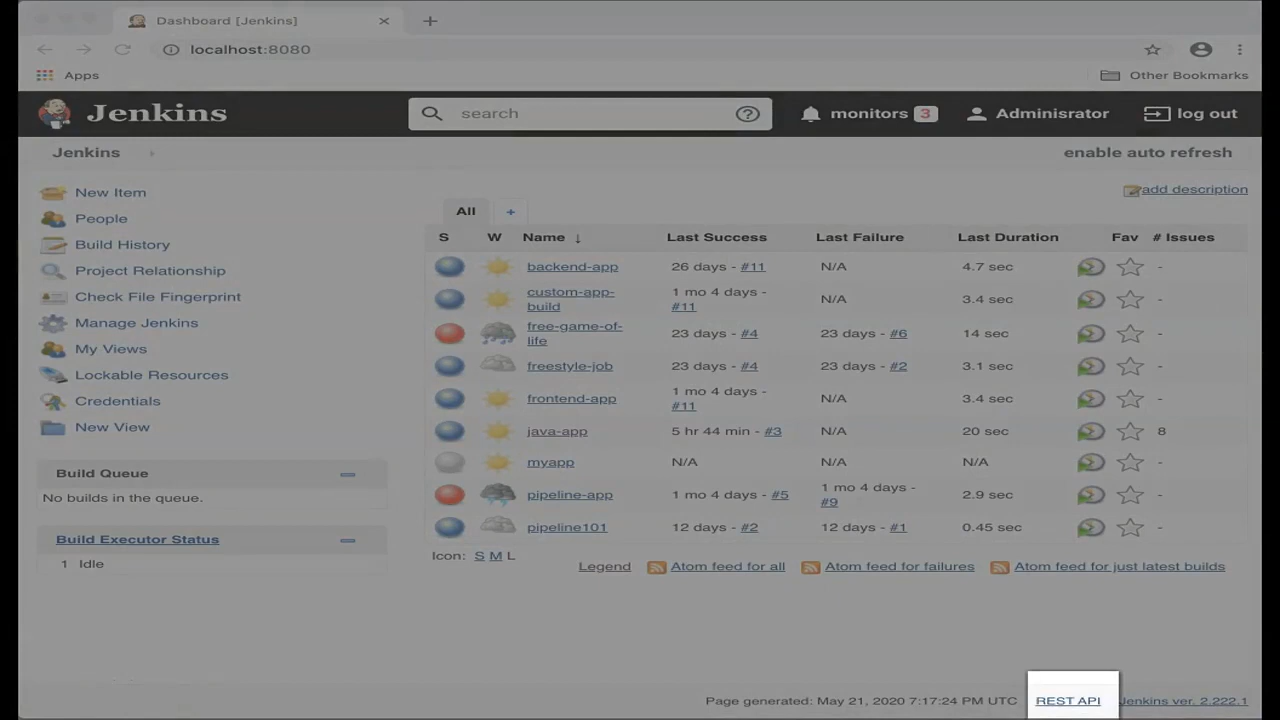 Dashboard [Jenkins]
localhost:8080
Apps
Other Bookmarks
Jenkins
search
monitors 3
Adminisrator
log out
Jenkins
enable auto refresh
New Item
People
Build History
Project Relationship
Check File Fingerprint
Manage Jenkins
My Views
Lockable Resources
Credentials
New View
Build Queue
No builds in the queue.
Build Executor Status
1 Idle
add description
All +
S W Name ↓ Last Success Last Failure Last Duration Fav # Issues
backend-app 26 days - #11 N/A 4.7 sec -
custom-app-
build
1 mo 4 days -
#11
N/A 3.4 sec -
free-game-of-
life
23 days - #4 23 days - #6 14 sec -
freestyle-job 23 days - #4 23 days - #2 3.1 sec -
frontend-app
1 mo 4 days -
#11
N/A 3.4 sec -
java-app 5 hr 44 min - #3 N/A 20 sec 8
myapp N/A N/A N/A -
pipeline-app 1 mo 4 days - #5
1 mo 4 days -
#9
2.9 sec -
pipeline101 12 days - #2 12 days - #1 0.45 sec -
Icon: S M L
Legend Atom feed for all Atom feed for failures Atom feed for just latest builds
Page generated: May 21, 2020 7:17:24 PM UTC REST API Jenkins ver. 2.222.1